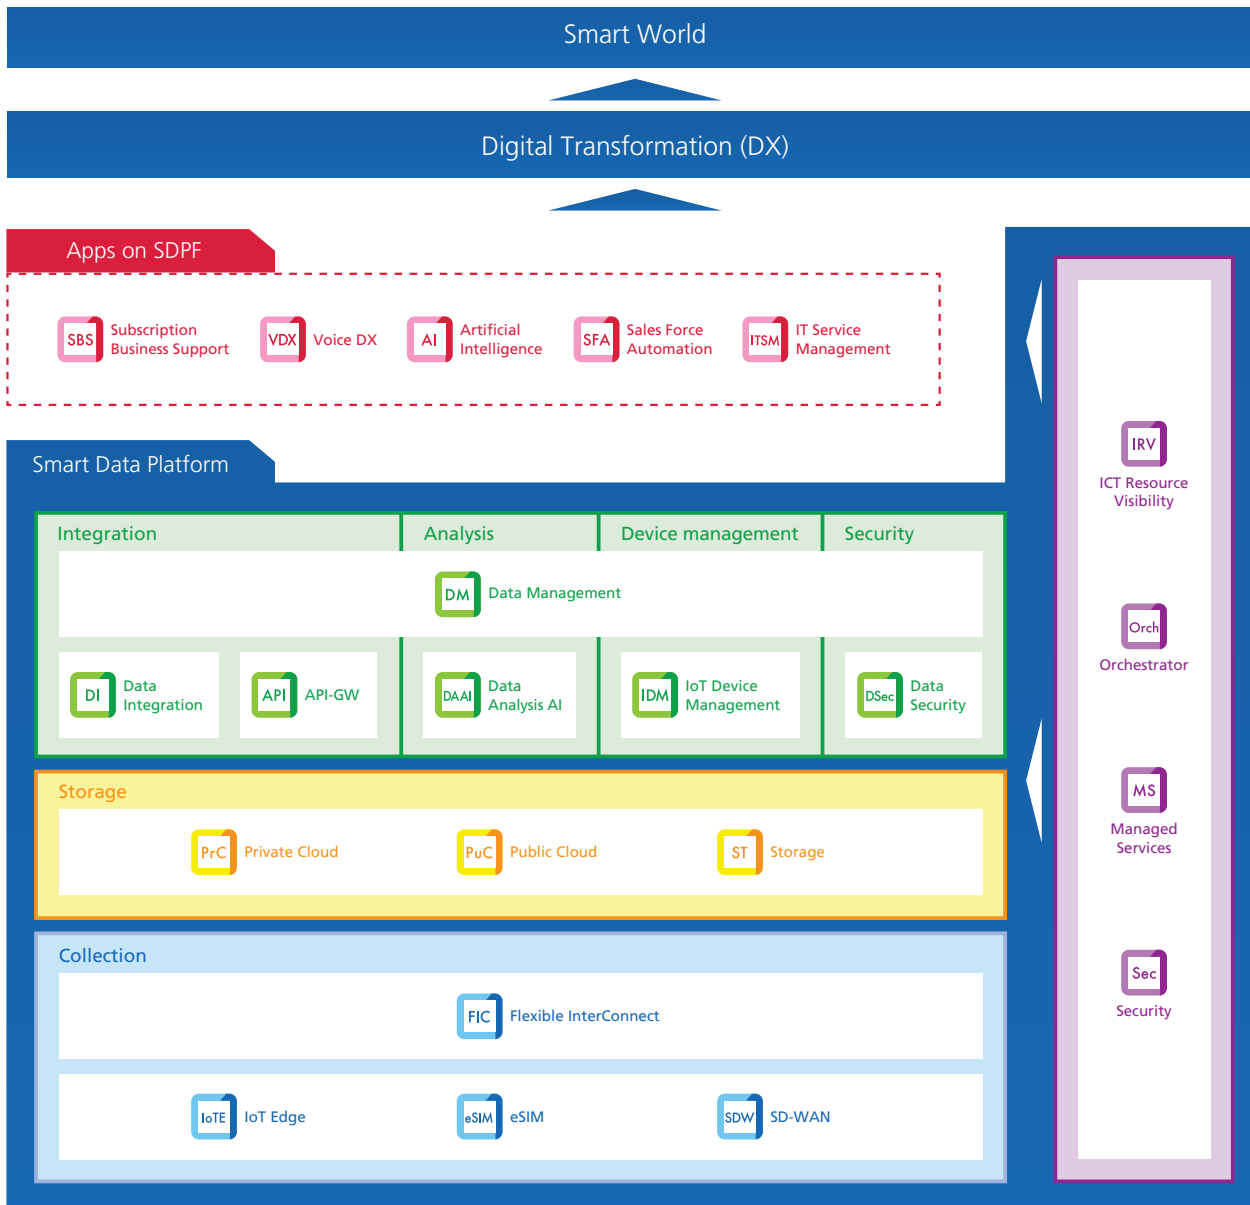 Smart World
Digital Transformation (DX)
Apps on SDPF
SBS
Subscription
Business Support
VDX
Voice DX
AI
Artificial
Intelligence
SFA
Sales Force
Automation
ITSM
IT Service
Management
Smart Data Platform
Integration
Analysis
Device management
Security
DM
Data Management
DI
Data
Integration
API
API-GW
DAAI
Data
Analysis AI
IDM
IoT Device
Management
DSec
Data
Security
Storage
PrC
Private Cloud
PuC
Public Cloud
ST
Storage
Collection
FIC
Flexible InterConnect
IoTE
IoT Edge
eSIM
eSIM
SDW
SD-WAN
IRV
ICT Resource
Visibility
Orch
Orchestrator
MS
Managed
Services
Sec
Security